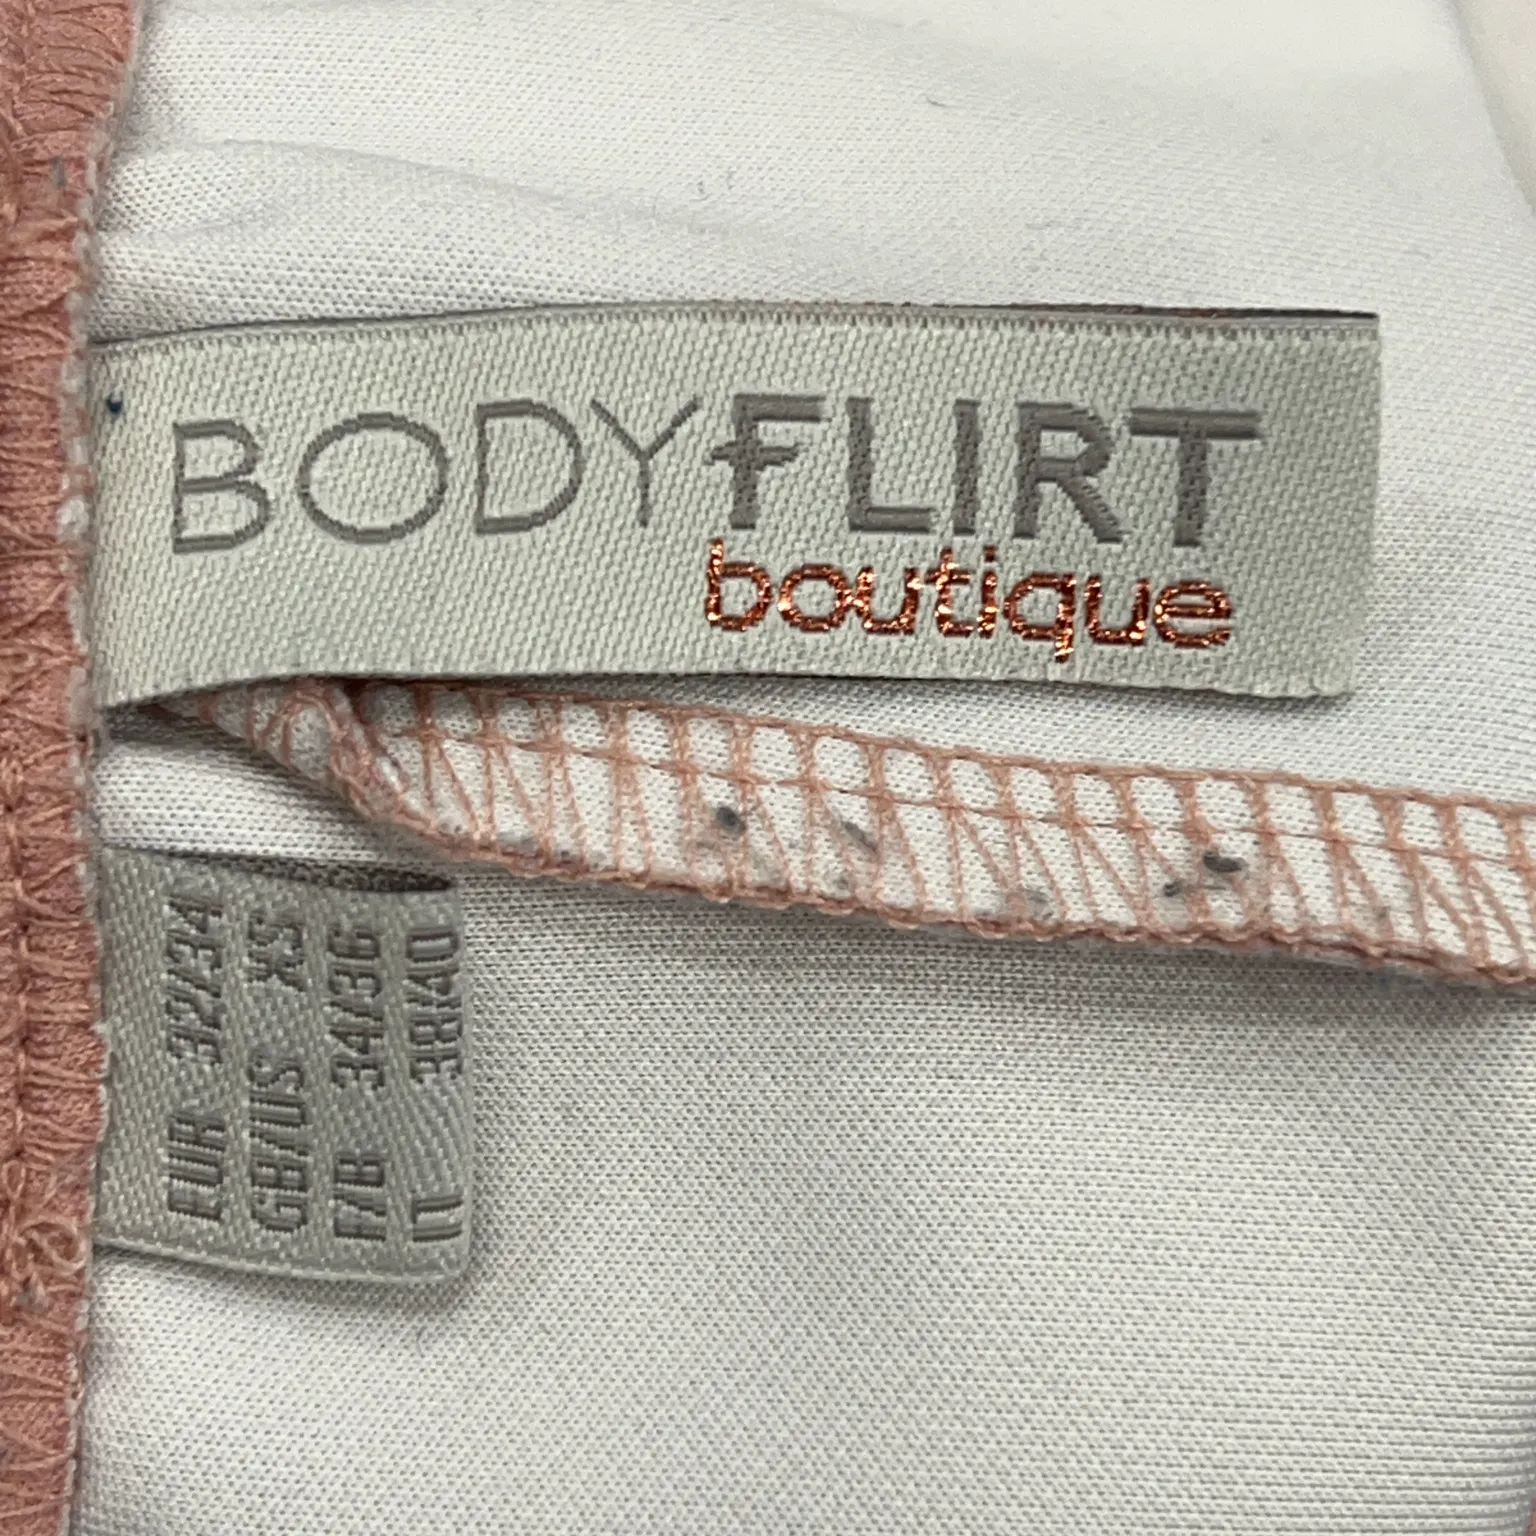 BODYFLIRT
boutique
EUR 32/34
GB/US XS
F/B 34/36
IT 38/40